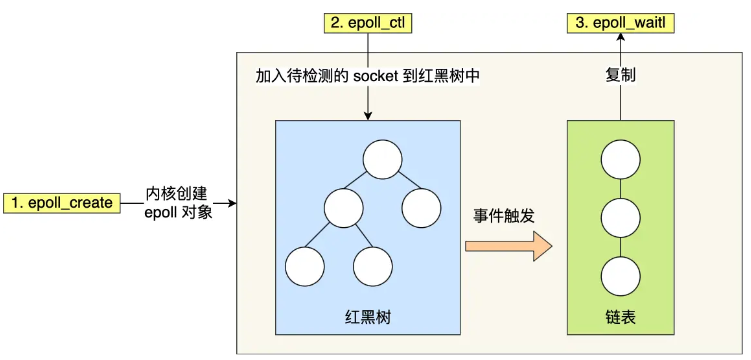 2. epoll_ctl
3. epoll_waitl
加入待检测的 socket 到红黑树中
复制
1. epoll_create
内核创建
epoll 对象
事件触发
红黑树
链表